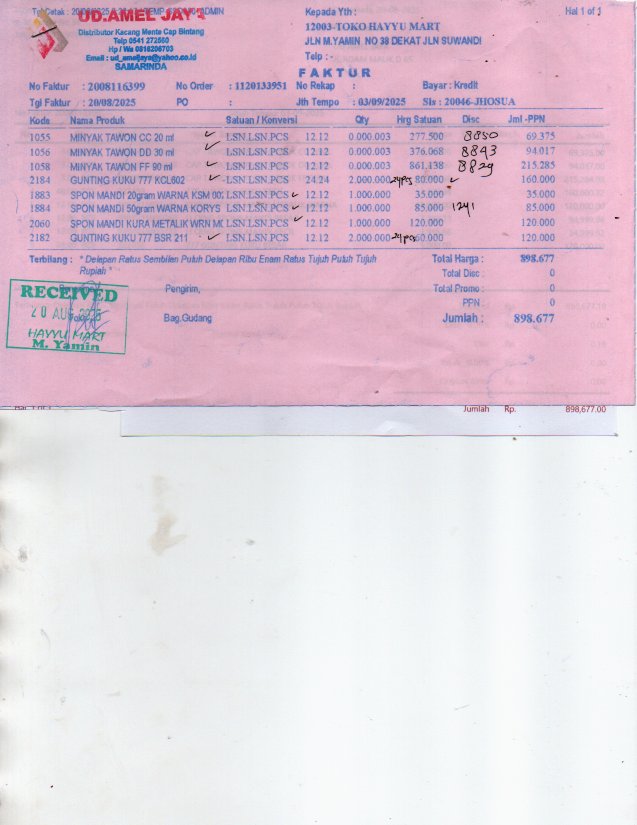 Kepada Yth :
Hal 1 of 1
UD.AMEL JAYA
Distributor Kacang Mente Cap Bintang
Telp 0541 272560
Hp / Wa 0816206703
Email : ud_ameljaya@yahoo.co.id
SAMARINDA
12003-TOKO HAYYU MART
JLN M.YAMIN NO 38 DEKAT JLN SUWANDI
Telp : -
FAKTUR
No Faktur : 2008116399 No Order : 1120133951 No Rekap : Bayar : Kredit
Tgl Faktur : 20/08/2025 PO : Jth Tempo : 03/09/2025 Sls : 20046-JHOSUA
Kode Nama Produk Satuan / Konversi Qty Hrg Satuan Disc Jml -PPN
1055 MINYAK TAWON CC 20 ml ✓ LSN.LSN.PCS 12.12 0.000.003 277.500 8850 69.375
1056 MINYAK TAWON DD 30 ml ✓ LSN.LSN.PCS 12.12 0.000.003 376.068 8843 94.017
1058 MINYAK TAWON FF 90 ml ✓ LSN.LSN.PCS 12.12 0.000.003 861.138 8829 215.285
2184 GUNTING KUKU 777 KCL602 ✓ LSN.LSN.PCS 24.24 2.000.000 24pcs 80.000 ✓ 160.000
1883 SPON MANDI 20gram WARNA KSM LSN.LSN.PCS ✓ 12.12 1.000.000 35.000 35.000
1884 SPON MANDI 50gram WARNA KORYS LSN.LSN.PCS ✓ 12.12 1.000.000 85.000 1241 85.000
2060 SPON MANDI KURA METALIK WRN LSN.LSN.PCS ✓ 12.12 1.000.000 120.000 120.000
2182 GUNTING KUKU 777 BSR 211 ✓ LSN.LSN.PCS 12.12 2.000.000 24pcs 60.000 120.000
Terbilang : * Delapan Ratus Sembilan Puluh Delapan Ribu Enam Ratus Tujuh Puluh Tujuh Rupiah *
Total Harga : 898.677
Total Disc : 0
Total Promo : 0
PPN : 0
Jumlah : 898.677
Pengirim,
Bag.Gudang
RECEIVED
20 AUG 2025
HAYYU MART
M. Yamin
Jumlah Rp. 898,677.00